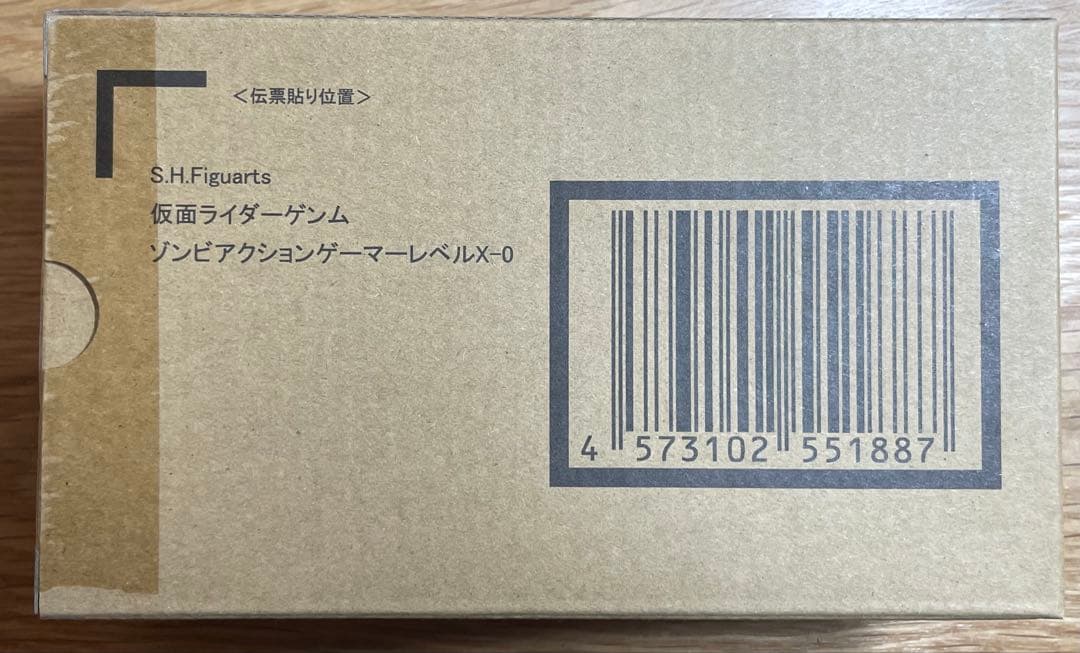 ＜伝票貼り位置＞
S.H.Figuarts
仮面ライダーゲンム
ゾンビアクションゲーマーレベルX-0
4 573102 551887